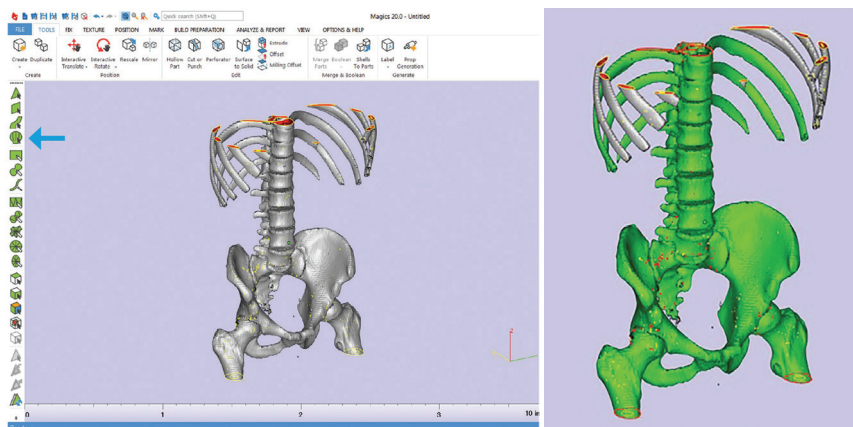 Quick search (Shift+Q)
Magics 20.0 - Untitled
FILE TOOLS FIX TEXTURE POSITION MARK BUILD PREPARATION ANALYZE & REPORT VIEW OPTIONS & HELP
Create Duplicate Interactive Translate Interactive Rotate Rescale Mirror Hollow Part Cut or Punch Perforator Surface to Solid Extrude Offset Milling Offset Merge Parts Boolean Shells To Parts Label Prop Generation
Create Position Edit Merge & Boolean Generate
Z
0 1 2 3 10 in